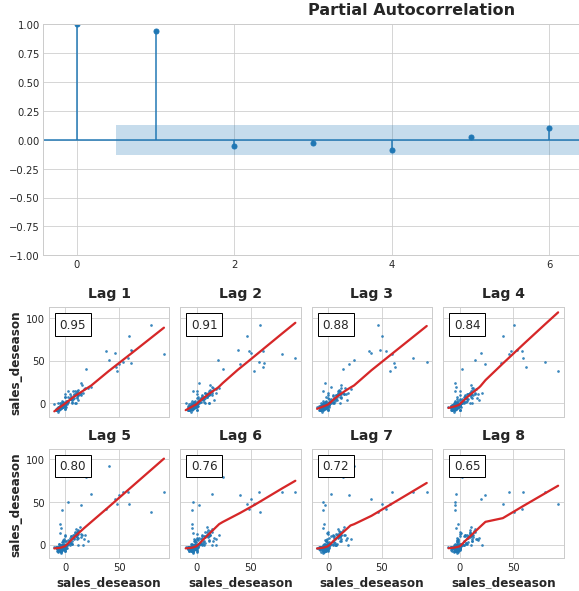 Partial Autocorrelation
1.00
0.75
0.50
0.25
0.00
−0.25
−0.50
−0.75
−1.00
0 2 4 6
Lag 1 Lag 2 Lag 3 Lag 4
sales_deseason
100
50
0
0.95 0.91 0.88 0.84
Lag 5 Lag 6 Lag 7 Lag 8
sales_deseason
100
50
0
0.80 0.76 0.72 0.65
0 50 0 50 0 50 0 50
sales_deseason sales_deseason sales_deseason sales_deseason